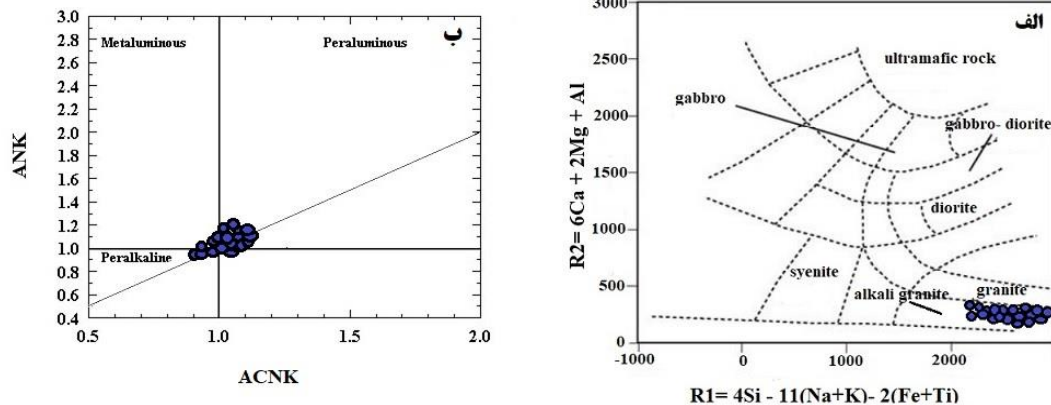 ب
Metaluminous
Peraluminous
Peralkaline
3.0
2.8
2.6
2.4
2.2
2.0
1.8
1.6
1.4
1.2
1.0
0.8
0.6
0.4
0.5
1.0
1.5
2.0
ANK
ACNK
الف
ultramafic rock
gabbro
gabbro- diorite
diorite
syenite
alkali granite
granite
3000
2500
2000
1500
1000
500
0
-1000
0
1000
2000
R2= 6Ca + 2Mg + Al
R1= 4Si - 11(Na+K)- 2(Fe+Ti)